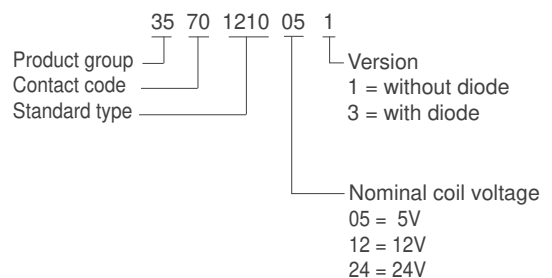 35 70 1210 05 1
Product group
Contact code
Standard type
Version
1 = without diode
3 = with diode
Nominal coil voltage
05 = 5V
12 = 12V
24 = 24V